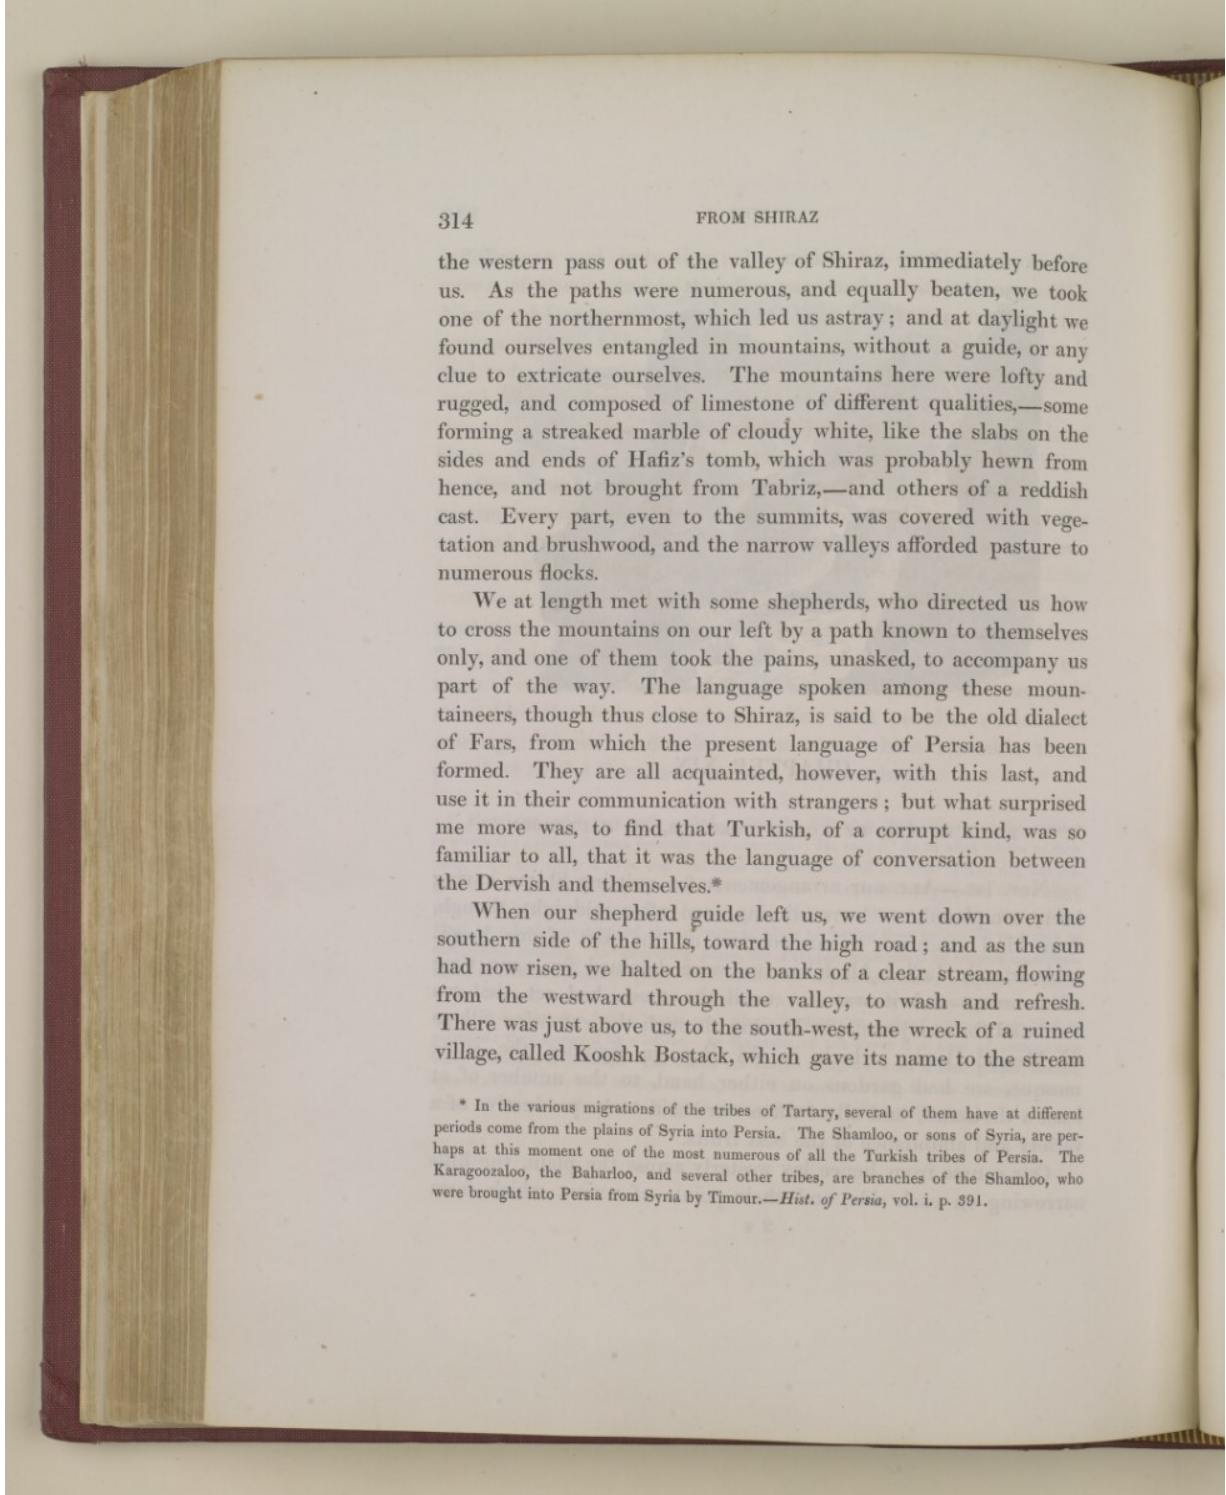 314 FROM SHIRAZ
the western pass out of the valley of Shiraz, immediately before
us. As the paths were numerous, and equally beaten, we took
one of the northernmost, which led us astray; and at daylight we
found ourselves entangled in mountains, without a guide, or any
clue to extricate ourselves. The mountains here were lofty and
rugged, and composed of limestone of different qualities,—some
forming a streaked marble of cloudy white, like the slabs on the
sides and ends of Hafiz's tomb, which was probably hewn from
hence, and not brought from Tabriz,—and others of a reddish
cast. Every part, even to the summits, was covered with vege-
tation and brushwood, and the narrow valleys afforded pasture to
numerous flocks.
We at length met with some shepherds, who directed us how
to cross the mountains on our left by a path known to themselves
only, and one of them took the pains, unasked, to accompany us
part of the way. The language spoken among these moun-
taineers, though thus close to Shiraz, is said to be the old dialect
of Fars, from which the present language of Persia has been
formed. They are all acquainted, however, with this last, and
use it in their communication with strangers; but what surprised
me more was, to find that Turkish, of a corrupt kind, was so
familiar to all, that it was the language of conversation between
the Dervish and themselves.*
When our shepherd guide left us, we went down over the
southern side of the hills, toward the high road; and as the sun
had now risen, we halted on the banks of a clear stream, flowing
from the westward through the valley, to wash and refresh.
There was just above us, to the south-west, the wreck of a ruined
village, called Kooshk Bostack, which gave its name to the stream
* In the various migrations of the tribes of Tartary, several of them have at different
periods come from the plains of Syria into Persia. The Shamloo, or sons of Syria, are per-
haps at this moment one of the most numerous of all the Turkish tribes of Persia. The
Karagoozaloo, the Baharloo, and several other tribes, are branches of the Shamloo, who
were brought into Persia from Syria by Timour.—Hist. of Persia, vol. i. p. 391.